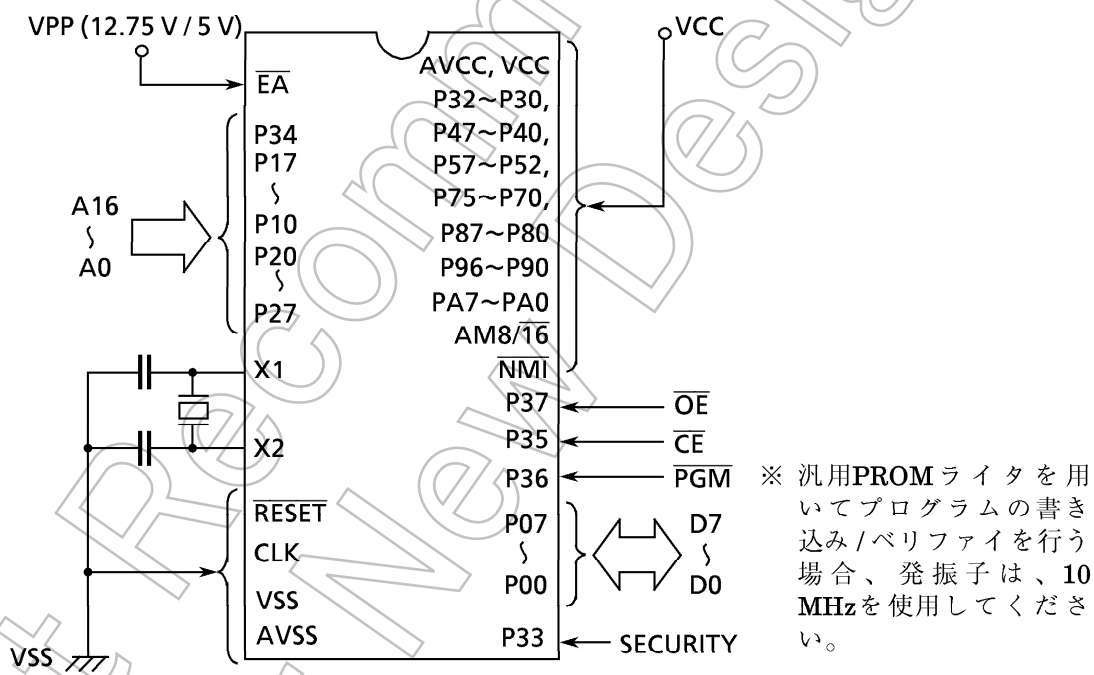 VPP (12.75 V / 5 V)
EA
P34
P17
~
P10
P20
~
P27
A16
~
A0
X1
X2
RESET
CLK
VSS
AVSS
VSS
VCC
AVCC, VCC
P32~P30,
P47~P40,
P57~P52,
P75~P70,
P87~P80
P96~P90
PA7~PA0
AM8/16
NMI
P37
OE
P35
CE
P36
PGM
P07
~
P00
D7
~
D0
P33
SECURITY
※ 汎用PROMライタを用
いてプログラムの書き
込み/ベリファイを行う
場合、発振子は、10
MHzを使用してくださ
い。
t Recomm
New Desig